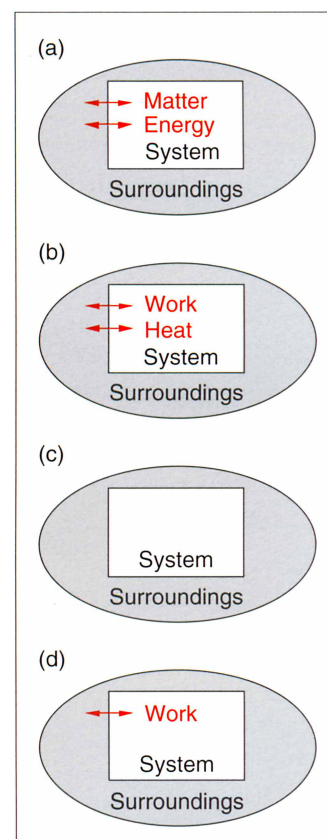 (a)
Matter
Energy
System
Surroundings
(b)
Work
Heat
System
Surroundings
(c)
System
Surroundings
(d)
Work
System
Surroundings